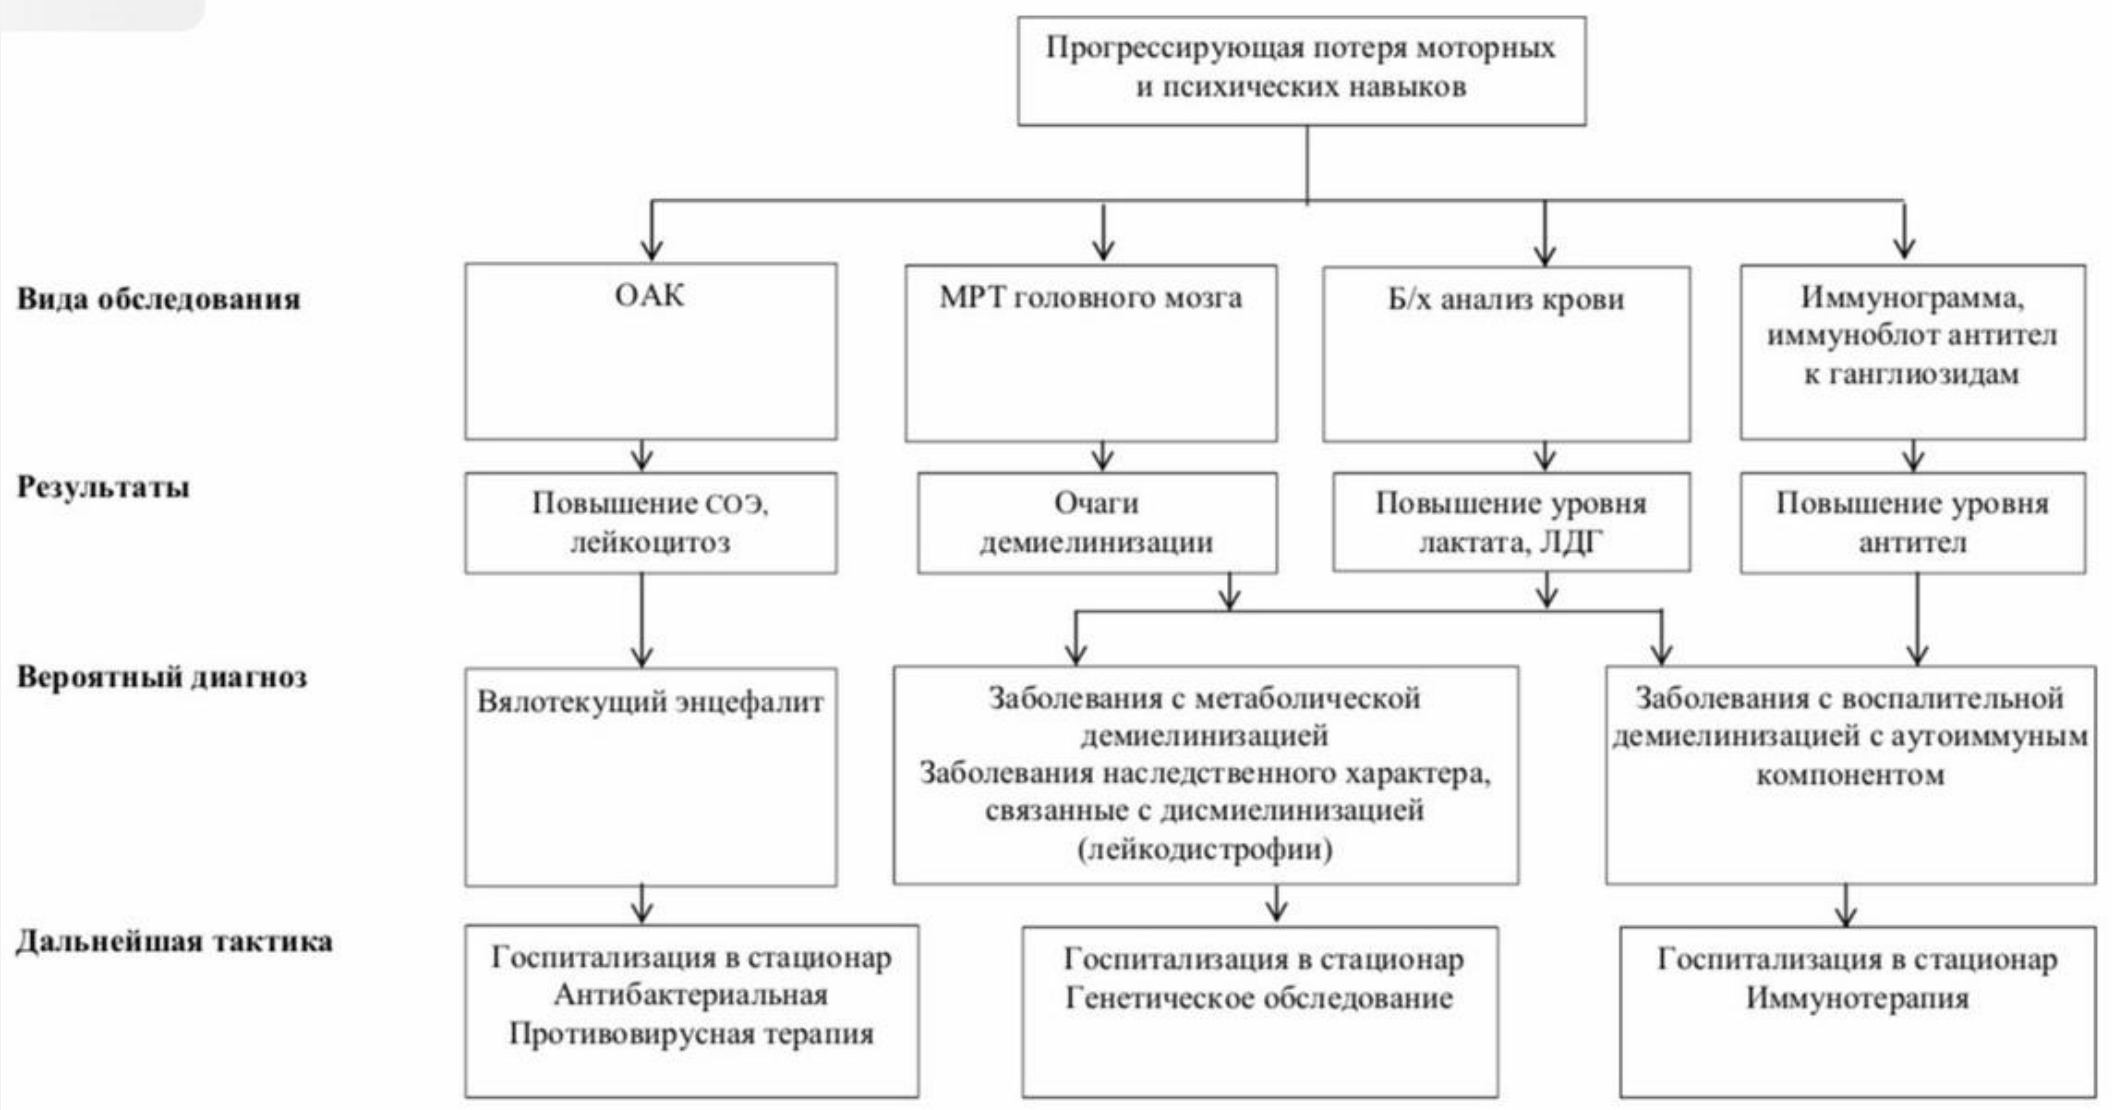 Прогрессирующая потеря моторных
и психических навыков
Вида обследования
ОАК
МРТ головного мозга
Б/х анализ крови
Иммунограмма,
иммуноблот антител
к ганглиозидам
Результаты
Повышение СОЭ,
лейкоцитоз
Очаги
демиелинизации
Повышение уровня
лактата, ЛДГ
Повышение уровня
антител
Вероятный диагноз
Вялотекущий энцефалит
Заболевания с метаболической
демиелинизацией
Заболевания наследственного характера,
связанные с дисмиелинизацией
(лейкодистрофии)
Заболевания с воспалительной
демиелинизацией с аутоиммуным
компонентом
Дальнейшая тактика
Госпитализация в стационар
Антибактериальная
Противовирусная терапия
Госпитализация в стационар
Генетическое обследование
Госпитализация в стационар
Иммунотерапия